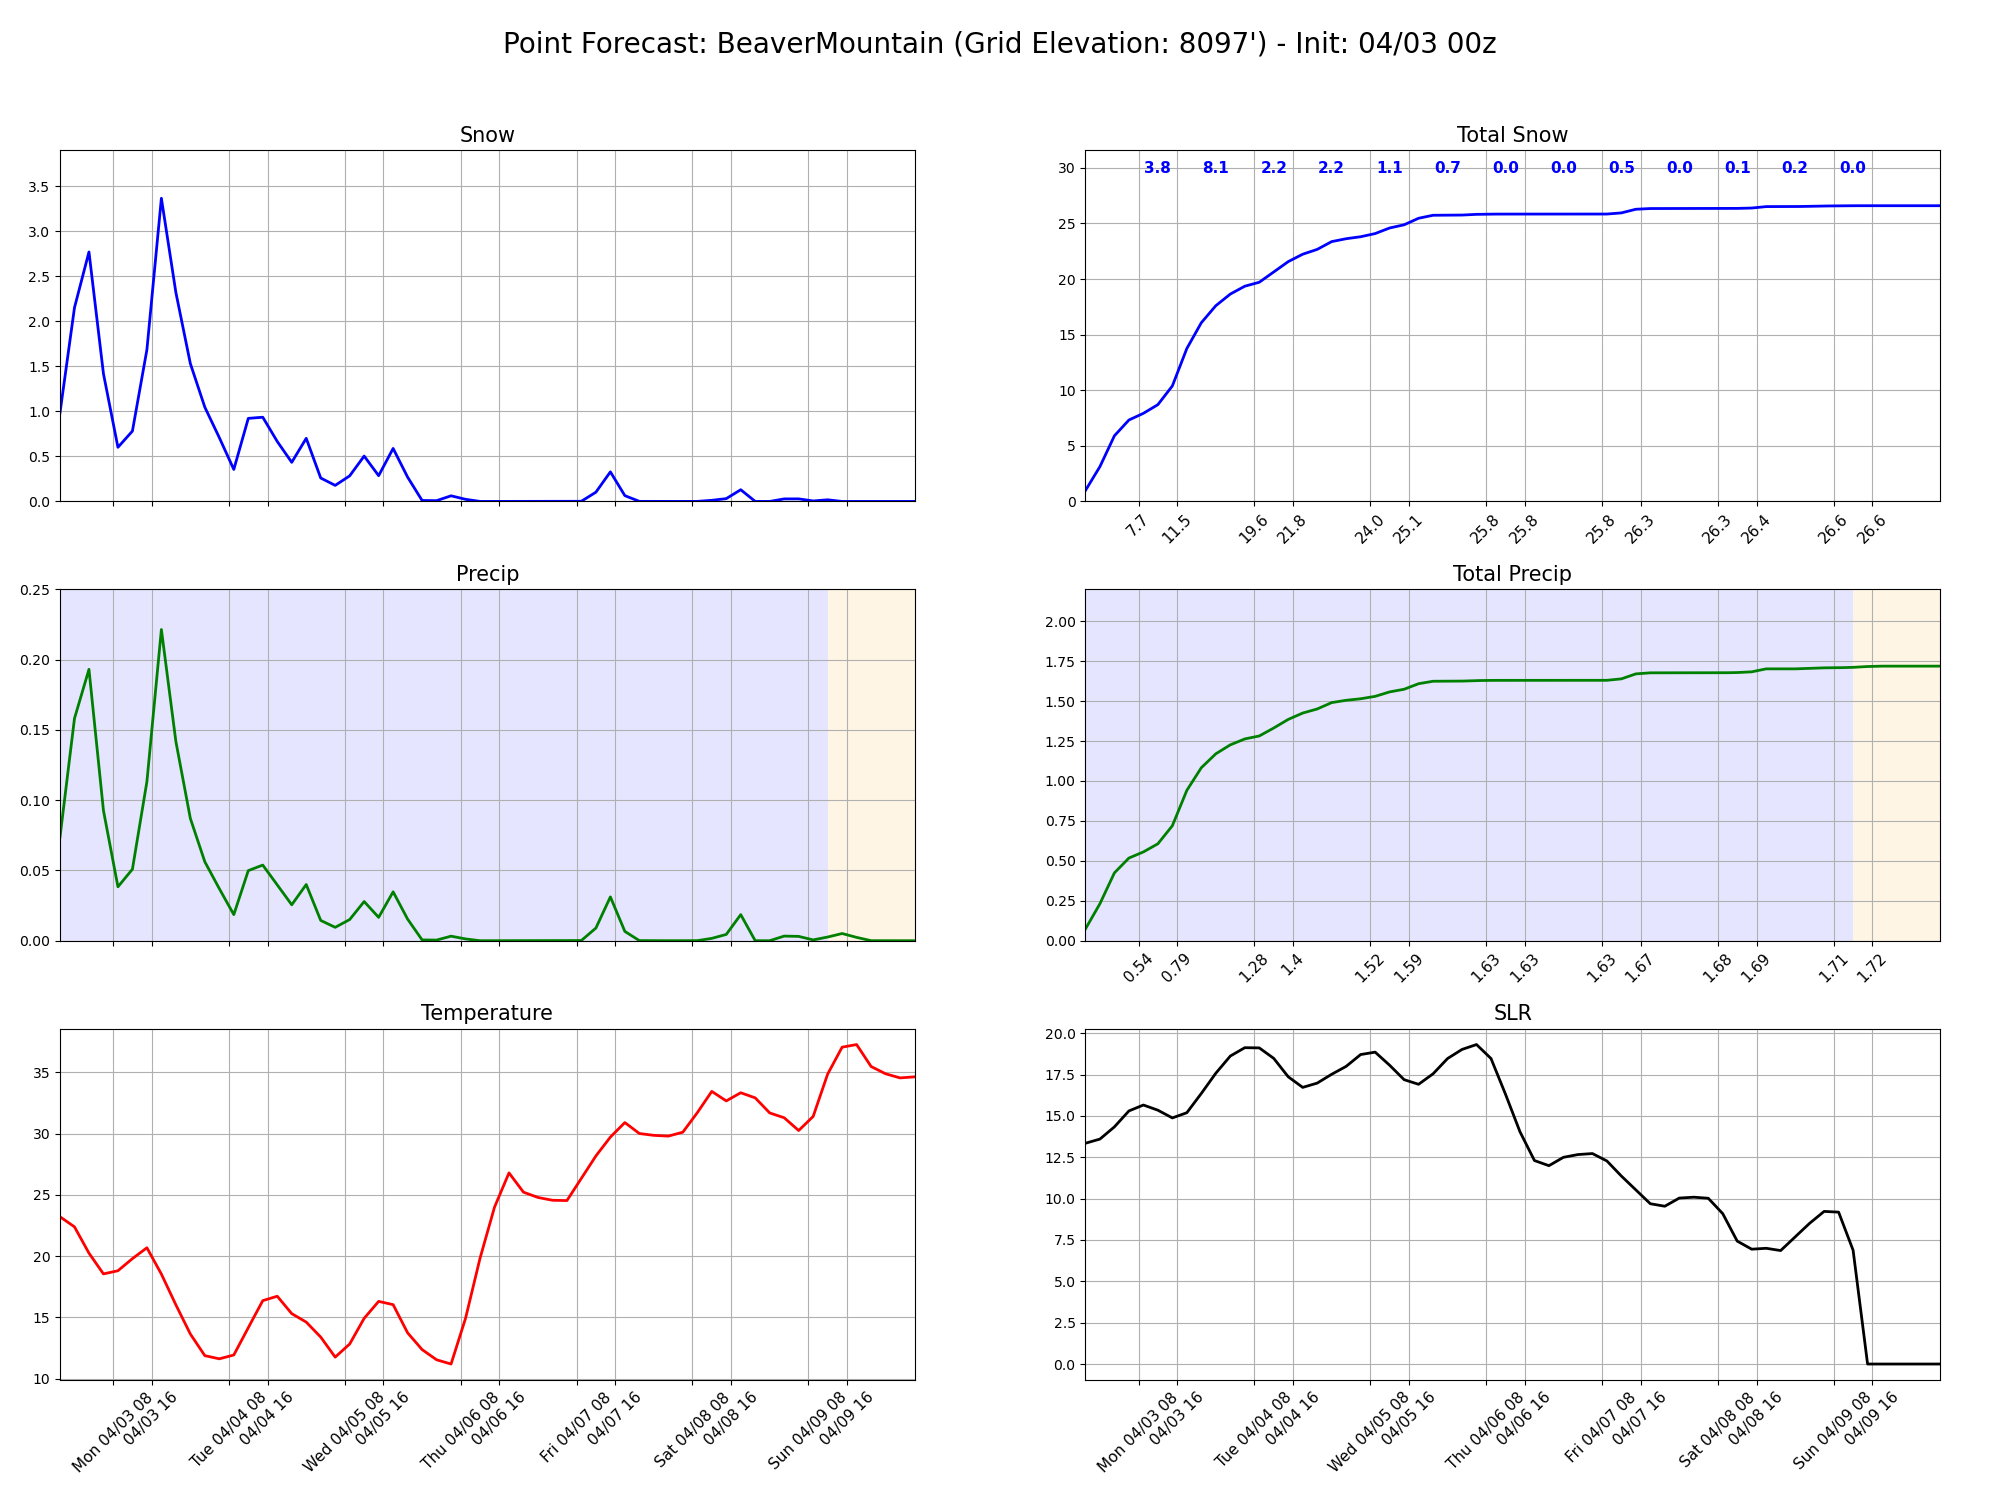 Point Forecast: BeaverMountain (Grid Elevation: 8097') - Init: 04/03 00z
Snow
3.5
3.0
2.5
2.0
1.5
1.0
0.5
0.0
Total Snow
3.8 8.1 2.2 2.2 1.1 0.7 0.0 0.0 0.5 0.0 0.1 0.2 0.0
30
25
20
15
10
5
0
7.7 11.5 19.6 21.8 24.0 25.1 25.8 25.8 25.8 26.3 26.3 26.4 26.6 26.6
Precip
0.25
0.20
0.15
0.10
0.05
0.00
Total Precip
2.00
1.75
1.50
1.25
1.00
0.75
0.50
0.25
0.00
0.54 0.79 1.28 1.4 1.52 1.59 1.63 1.63 1.63 1.67 1.68 1.69 1.71 1.72
Temperature
35
30
25
20
15
10
Mon 04/03 08
04/03 16
Tue 04/04 08
04/04 16
Wed 04/05 08
04/05 16
Thu 04/06 08
04/06 16
Fri 04/07 08
04/07 16
Sat 04/08 08
04/08 16
Sun 04/09 08
04/09 16
SLR
20.0
17.5
15.0
12.5
10.0
7.5
5.0
2.5
0.0
Mon 04/03 08
04/03 16
Tue 04/04 08
04/04 16
Wed 04/05 08
04/05 16
Thu 04/06 08
04/06 16
Fri 04/07 08
04/07 16
Sat 04/08 08
04/08 16
Sun 04/09 08
04/09 16